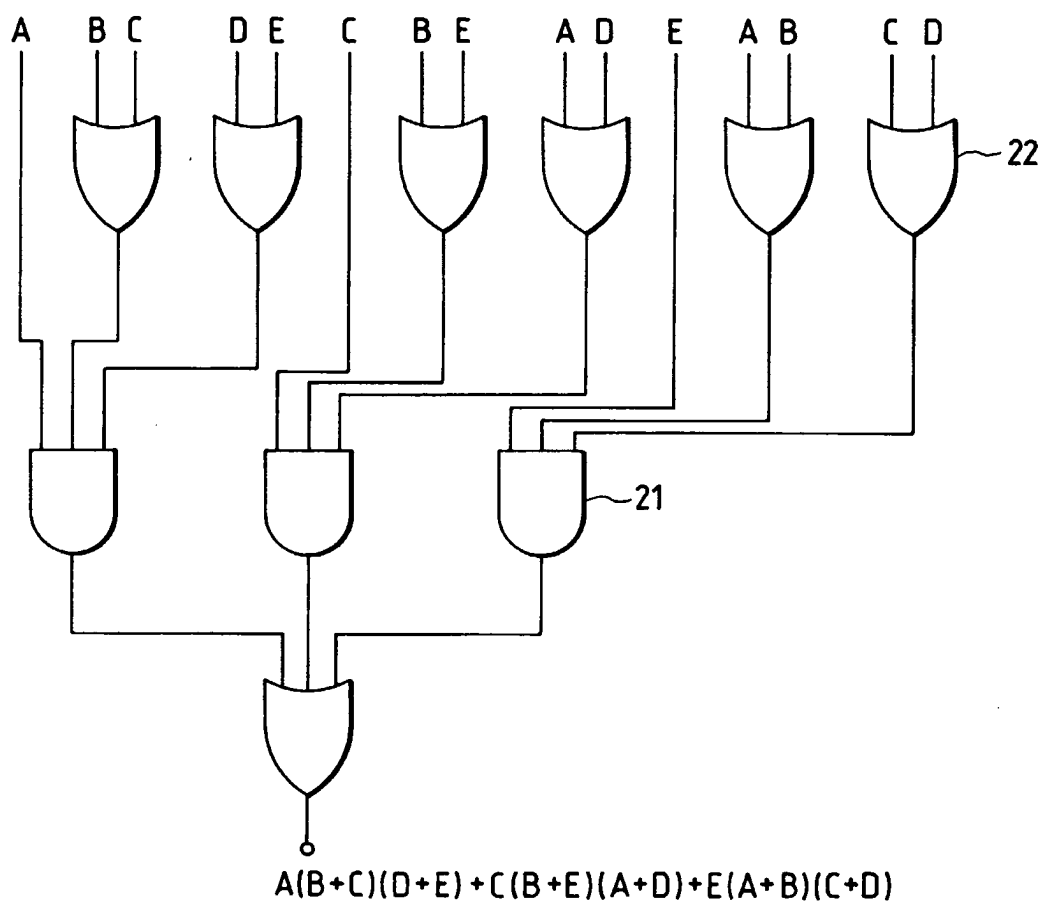 A B C D E C B E A D E A B C D
22
21
A(B+C)(D+E)+C(B+E)(A+D)+E(A+B)(C+D)